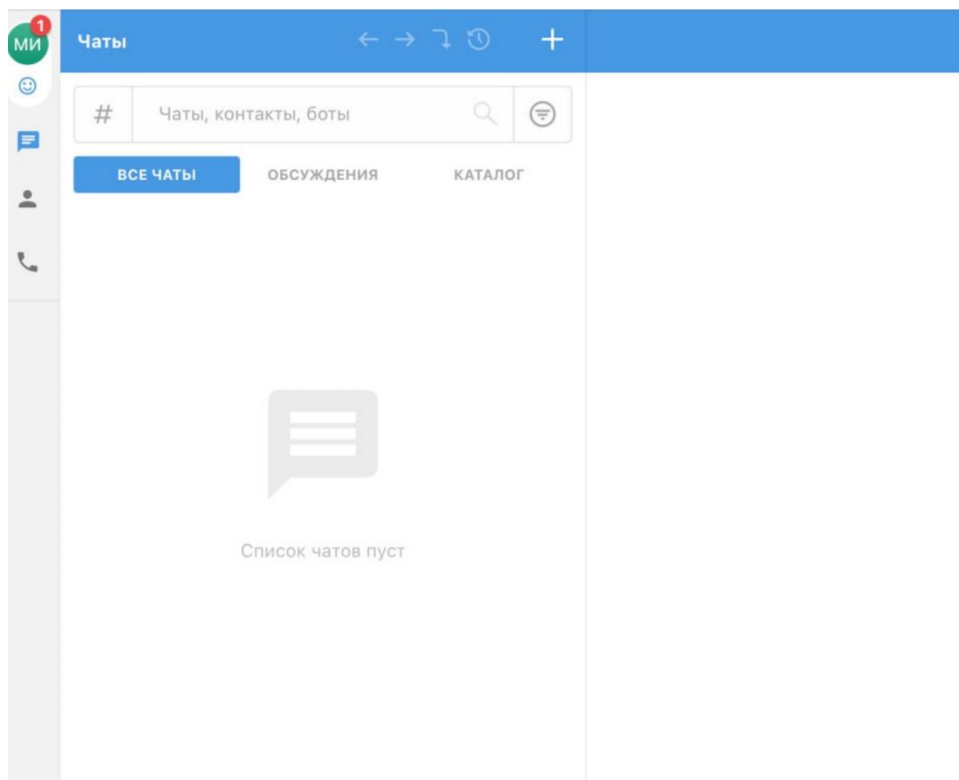 1
МИ
Чаты
#
Чаты, контакты, боты
ВСЕ ЧАТЫ
ОБСУЖДЕНИЯ
КАТАЛОГ
Список чатов пуст